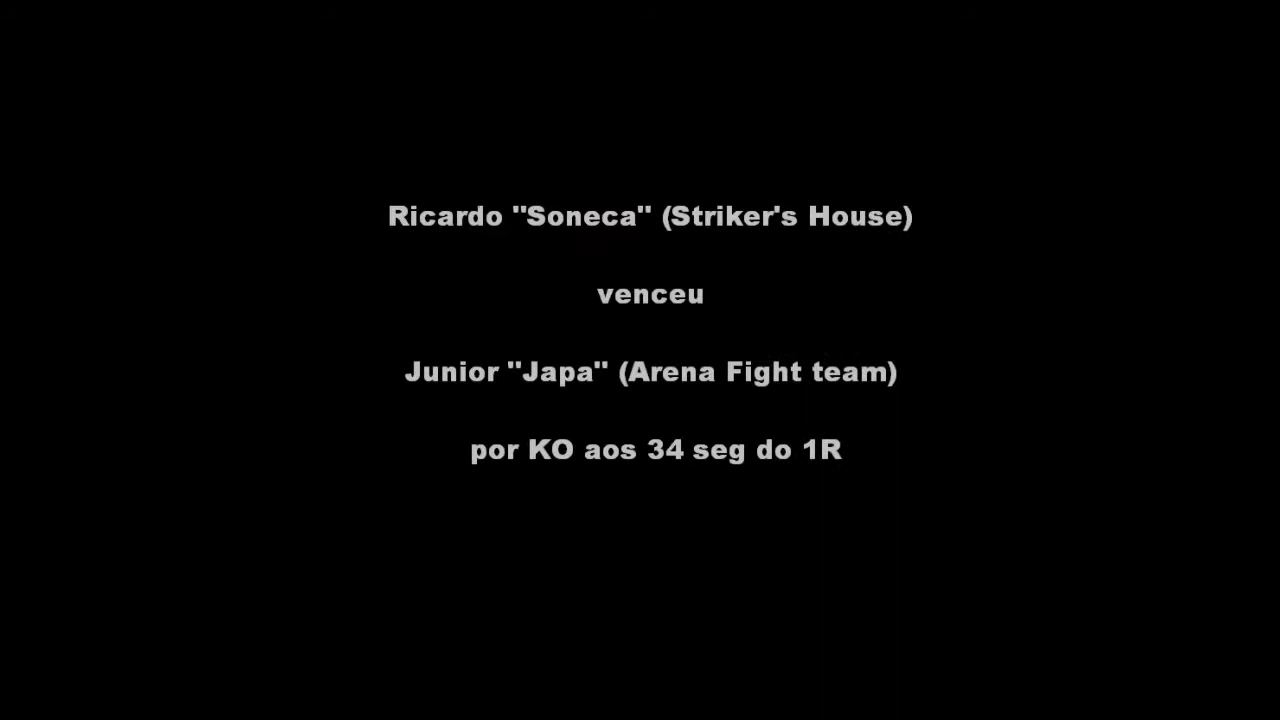 Ricardo "Soneca" (Striker's House)
venceu
Junior "Japa" (Arena Fight team)
por KO aos 34 seg do 1R